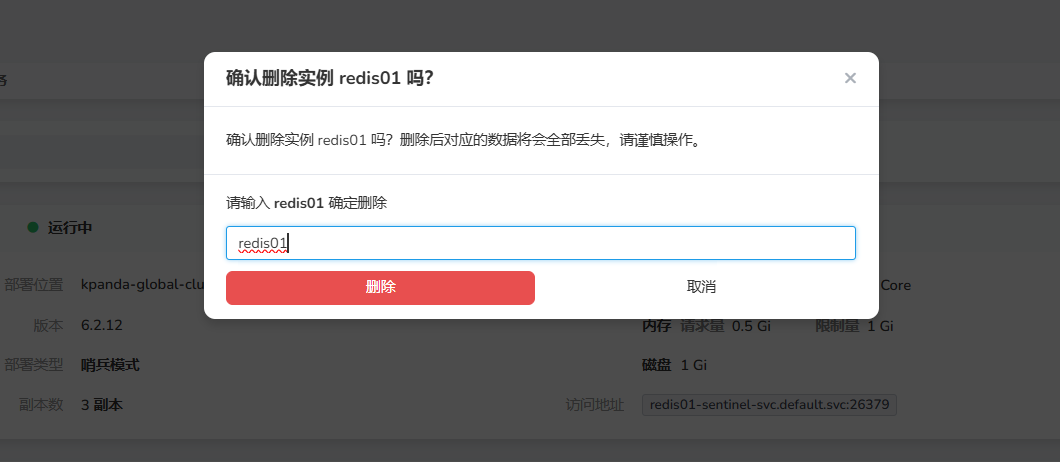 务
确认删除实例 redis01 吗？
×
确认删除实例 redis01 吗？删除后对应的数据将会全部丢失，请谨慎操作。
请输入 redis01 确定删除
redis01
删除 取消
运行中
部署位置 kpanda-global-clu
Core
版本 6.2.12
内存 请求量 0.5 Gi 限制量 1 Gi
部署类型 哨兵模式
磁盘 1 Gi
副本数 3 副本
访问地址 redis01-sentinel-svc.default.svc:26379